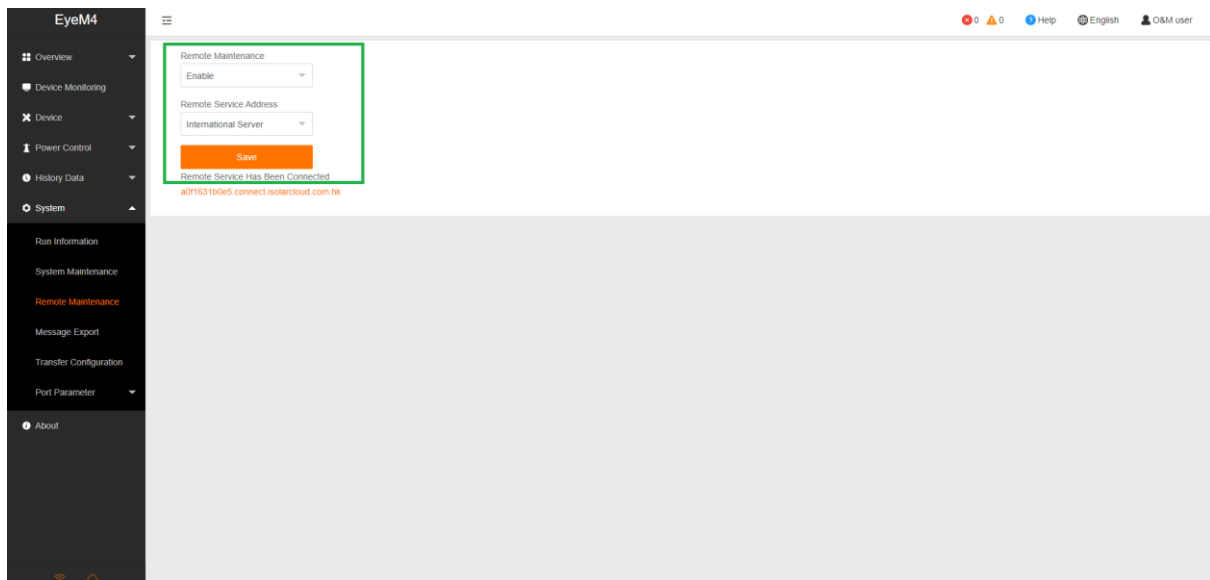 EyeM4
0 0 Help English O&M user
Overview
Device Monitoring
Device
Power Control
History Data
System
Run Information
System Maintenance
Remote Maintenance
Message Export
Transfer Configuration
Port Parameter
About
Remote Maintenance
Enable
Remote Service Address
International Server
Save
Remote Service Has Been Connected
a0f1631b0e5.connect.isolarcloud.com.hk